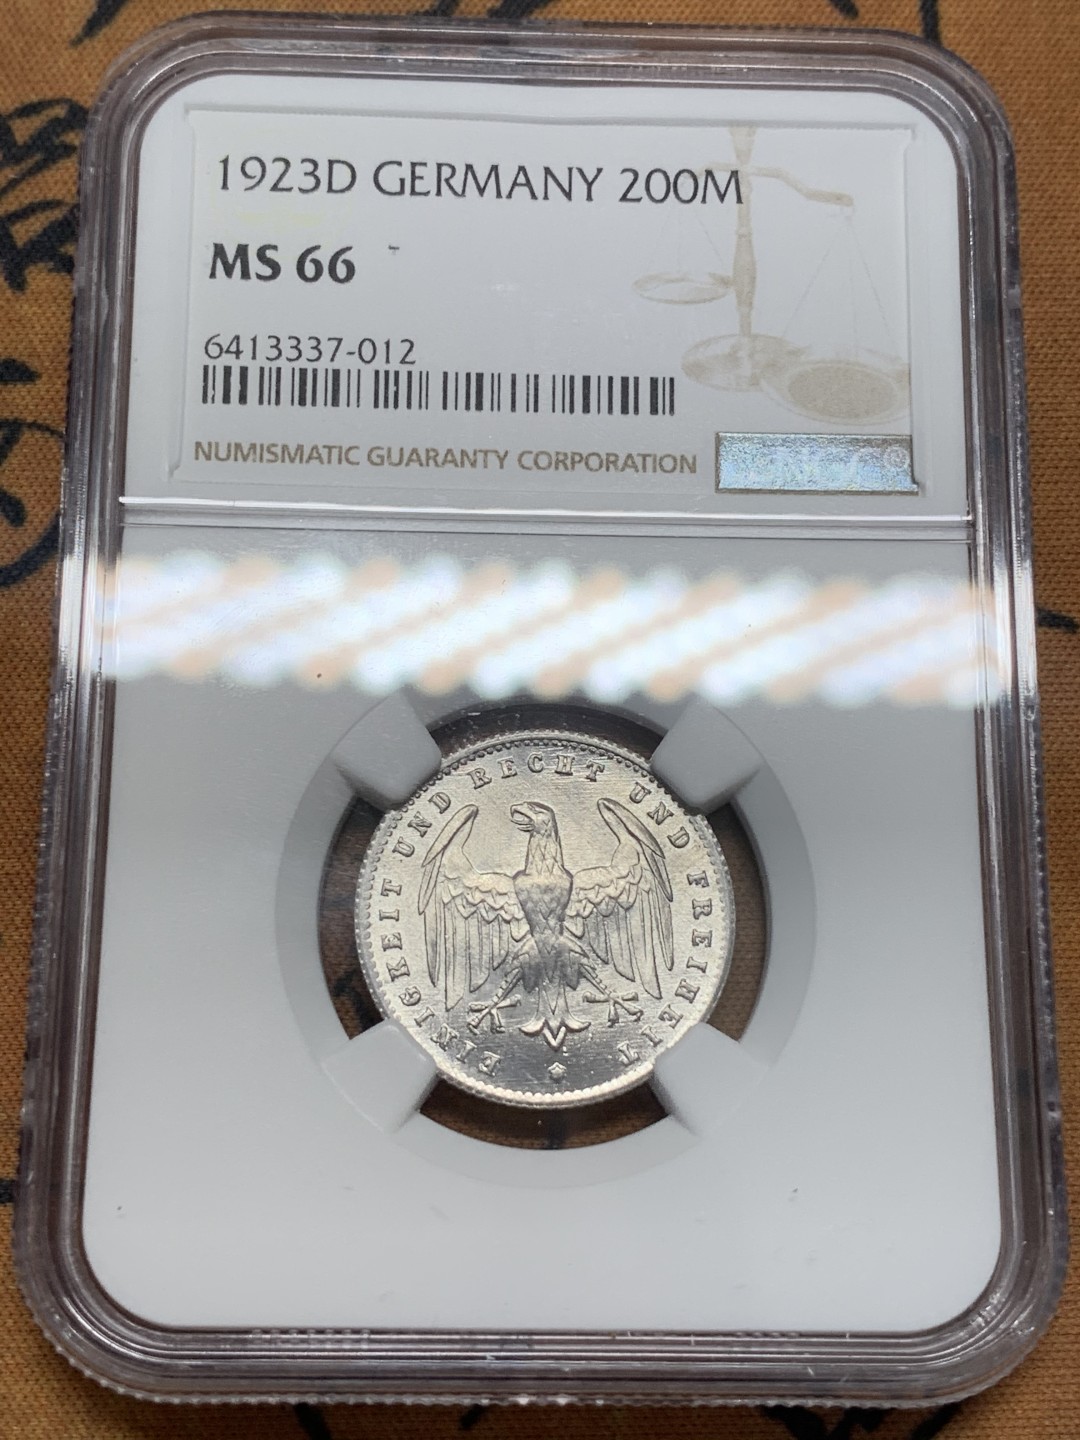 1923D GERMANY 200M
MS 66
6413337-012
NUMISMATIC GUARANTY CORPORATION
EINIGKEIT UND RECHT UND FREIHEIT